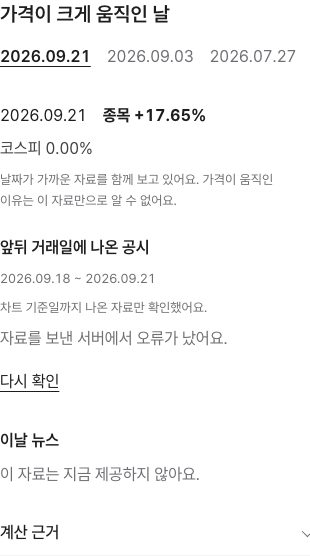 가격이 크게 움직인 날
2026.09.21 2026.09.03 2026.07.27
2026.09.21 종목 +17.65%
코스피 0.00%
날짜가 가까운 자료를 함께 보고 있어요. 가격이 움직인
이유는 이 자료만으로 알 수 없어요.
앞뒤 거래일에 나온 공시
2026.09.18 ~ 2026.09.21
차트 기준일까지 나온 자료만 확인했어요.
자료를 보낸 서버에서 오류가 났어요.
다시 확인
이날 뉴스
이 자료는 지금 제공하지 않아요.
계산 근거